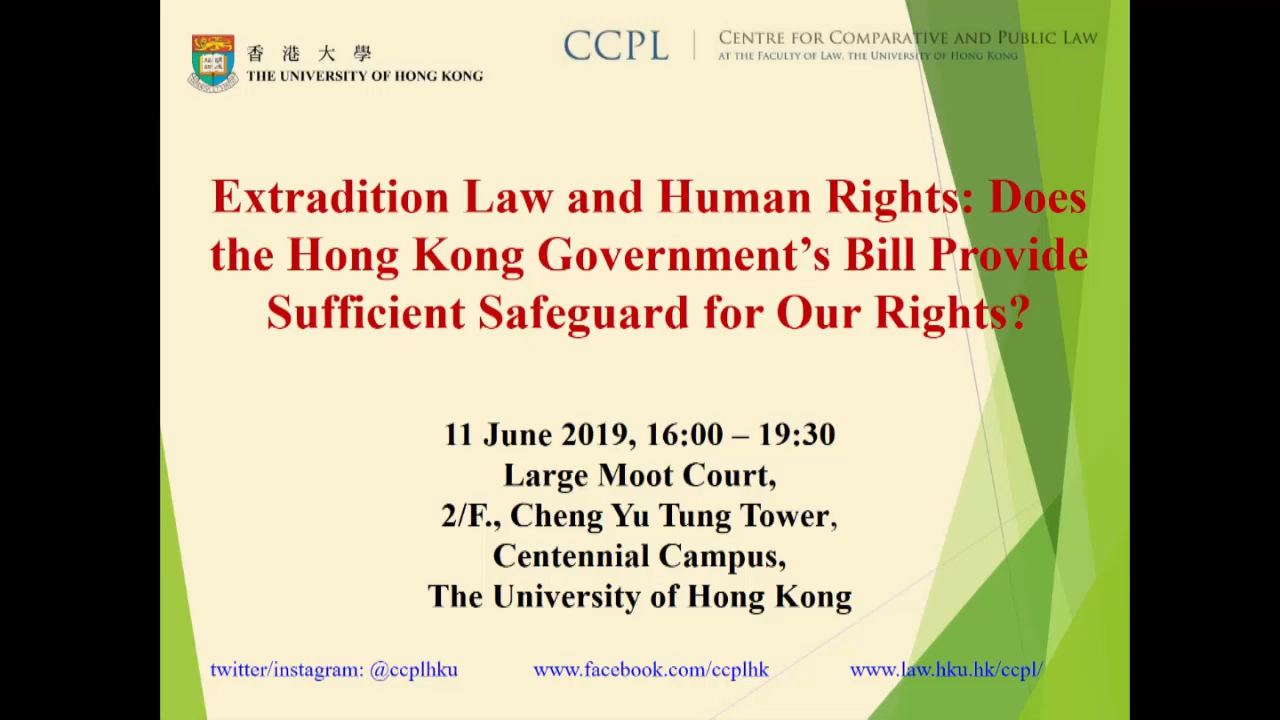 香 港 大 學
THE UNIVERSITY OF HONG KONG
CCPL
CENTRE FOR COMPARATIVE AND PUBLIC LAW
AT THE FACULTY OF LAW, THE UNIVERSITY OF HONG KONG
Extradition Law and Human Rights: Does
the Hong Kong Government’s Bill Provide
Sufficient Safeguard for Our Rights?
11 June 2019, 16:00 – 19:30
Large Moot Court,
2/F., Cheng Yu Tung Tower,
Centennial Campus,
The University of Hong Kong
twitter/instagram: @ccplhku
www.facebook.com/ccplhk
www.law.hku.hk/ccpl/